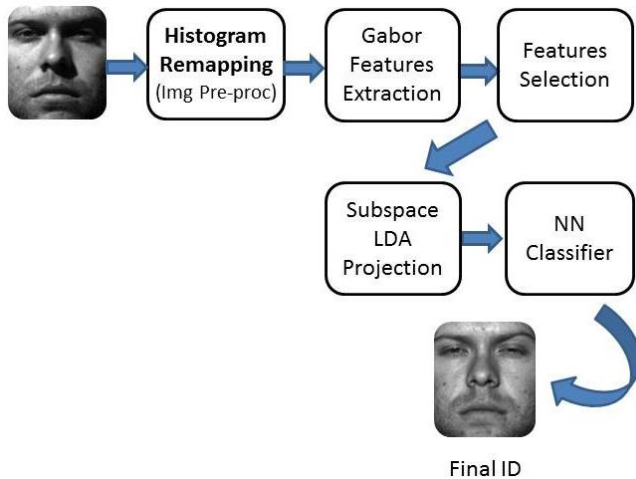 Histogram
Remapping
(Img Pre-proc)
Gabor
Features
Extraction
Features
Selection
Subspace
LDA
Projection
NN
Classifier
Final ID